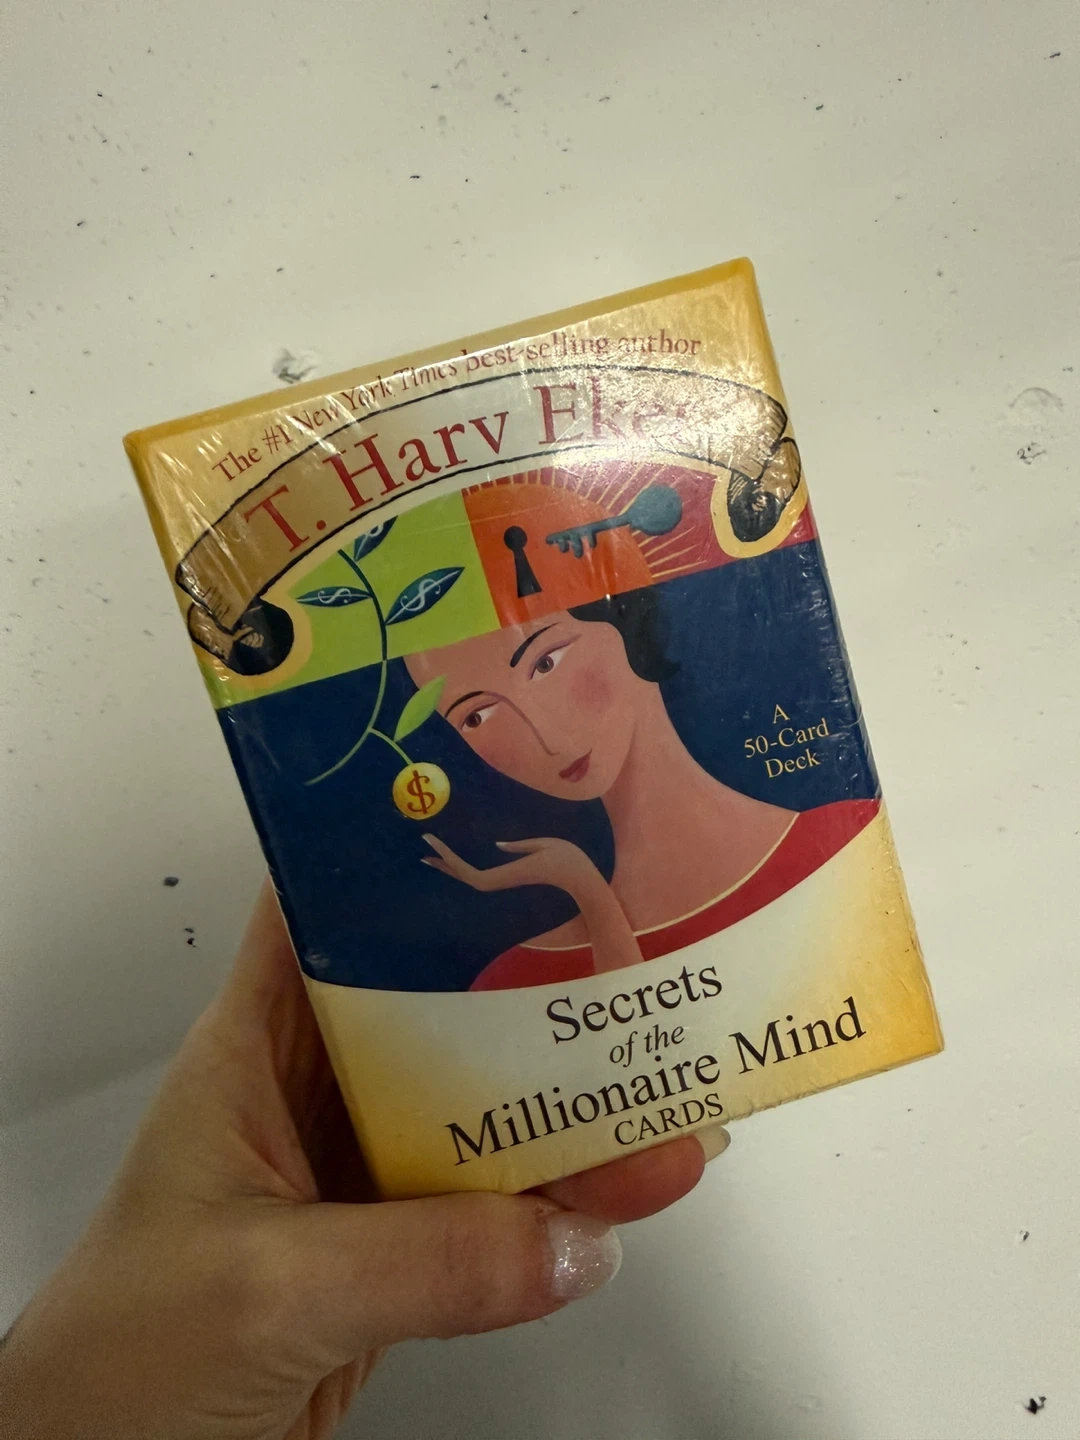 The #1 New York Times best-selling author
T. Harv Eker
$
$
$
$
A
50-Card
Deck
Secrets
of the
Millionaire Mind
CARDS